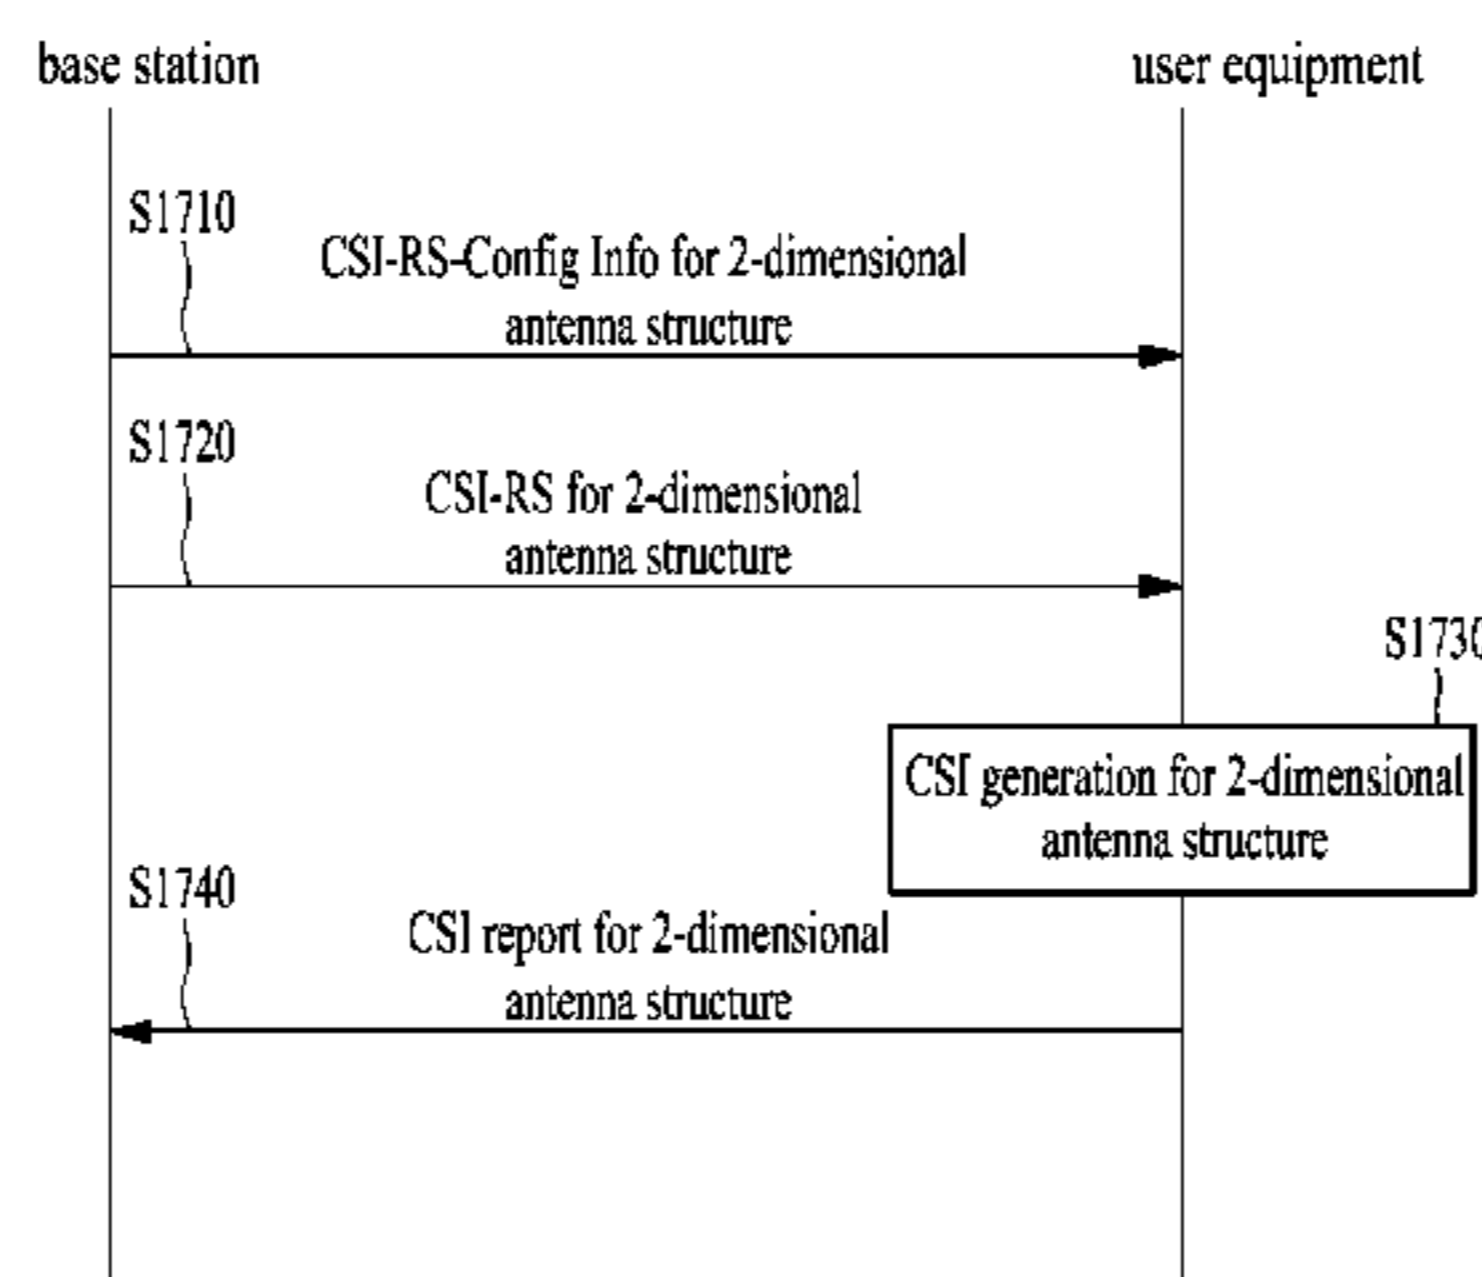 base station
user equipment
S1710
CSI-RS-Config Info for 2-dimensional
antenna structure
S1720
CSI-RS for 2-dimensional
antenna structure
S1730
CSI generation for 2-dimensional
antenna structure
S1740
CSI report for 2-dimensional
antenna structure